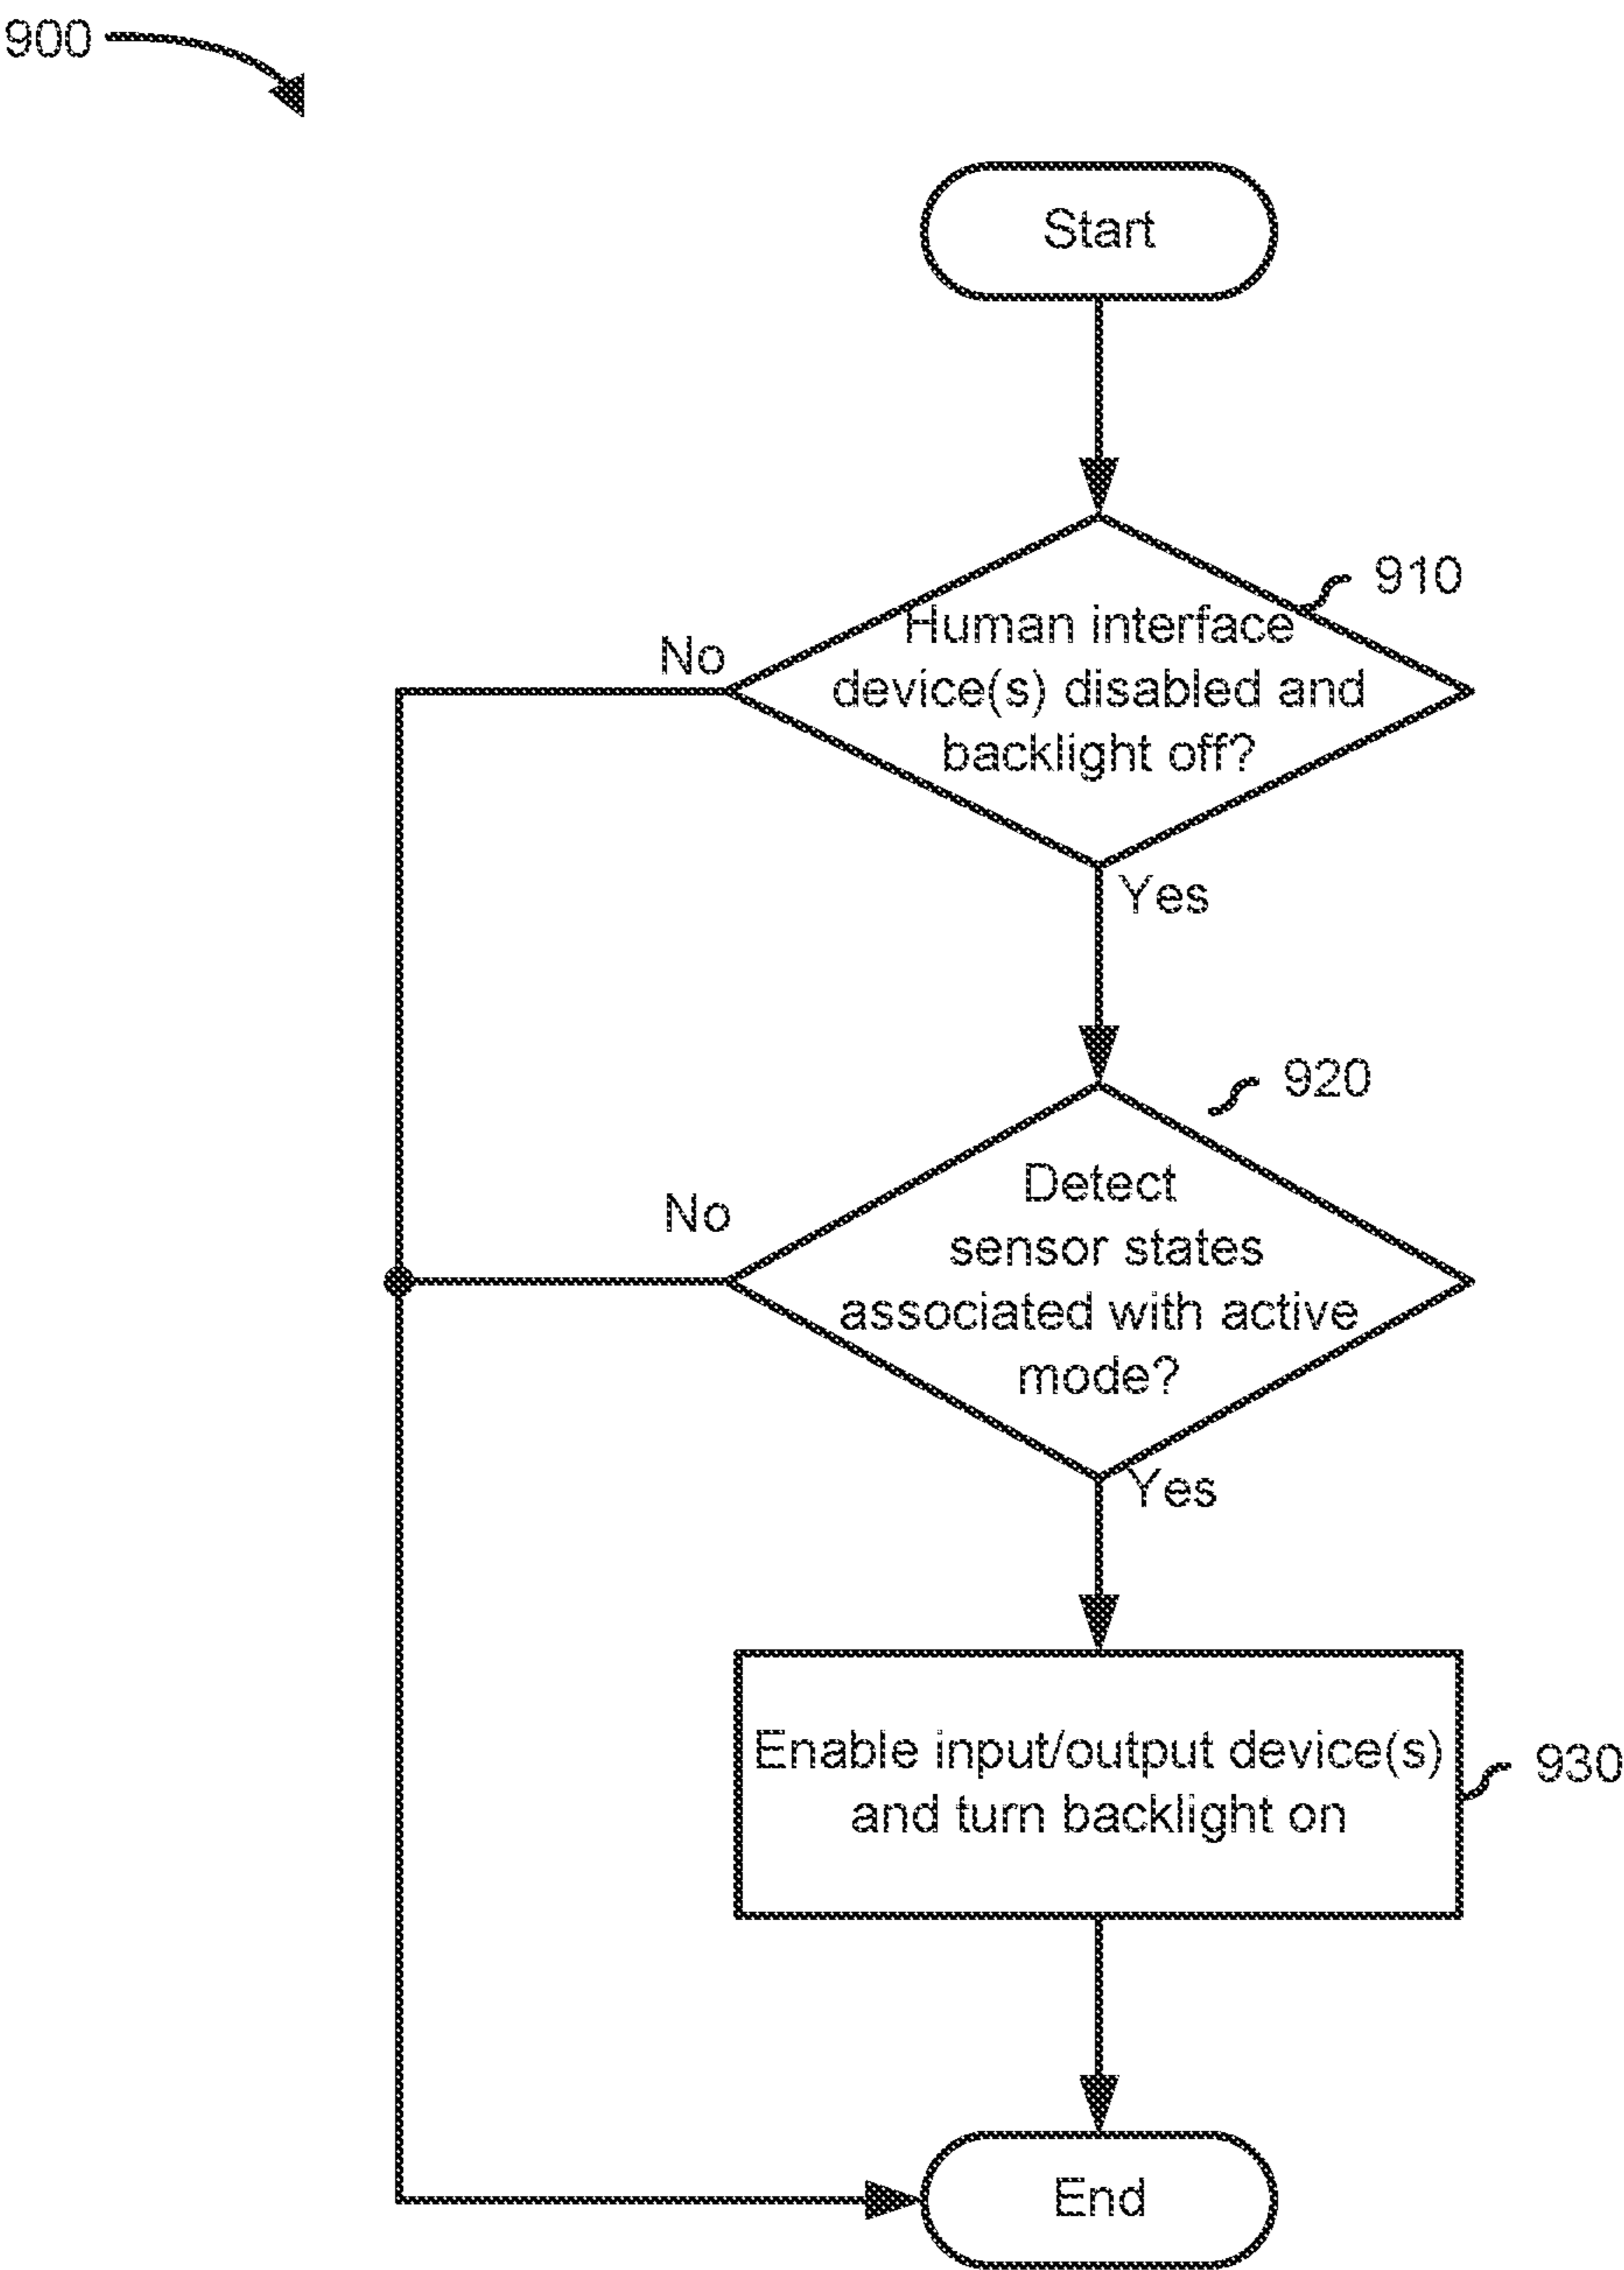 900
Start
910
Human interface
device(s) disabled and
backlight off?
No
Yes
920
Detect
sensor states
associated with active
mode?
No
Yes
Enable input/output device(s)
and turn backlight on
930
End